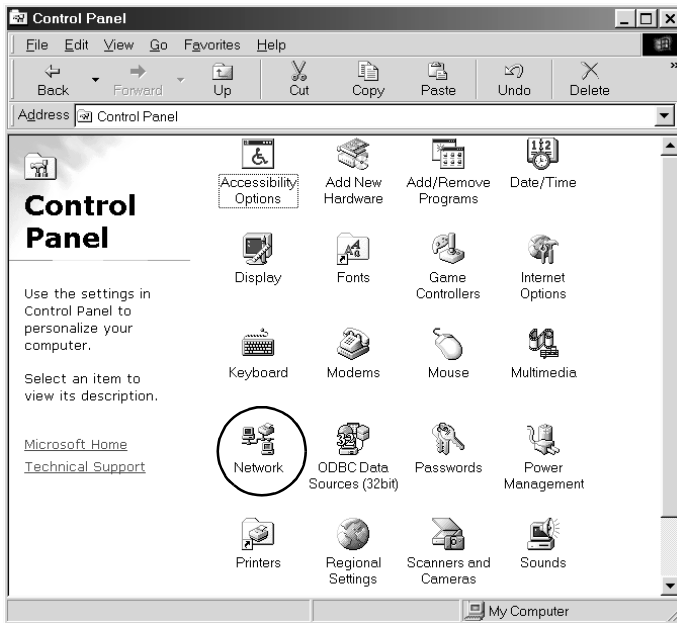 Control Panel
File Edit View Go Favorites Help
Back Forward Up Cut Copy Paste Undo Delete »
Address Control Panel
Control
Panel
Use the settings in
Control Panel to
personalize your
computer.
Select an item to
view its description.
Microsoft Home
Technical Support
Accessibility
Options
Add New
Hardware
Add/Remove
Programs
Date/Time
Display
Fonts
Game
Controllers
Internet
Options
Keyboard
Modems
Mouse
Multimedia
Network
ODBC Data
Sources (32bit)
Passwords
Power
Management
Printers
Regional
Settings
Scanners and
Cameras
Sounds
My Computer